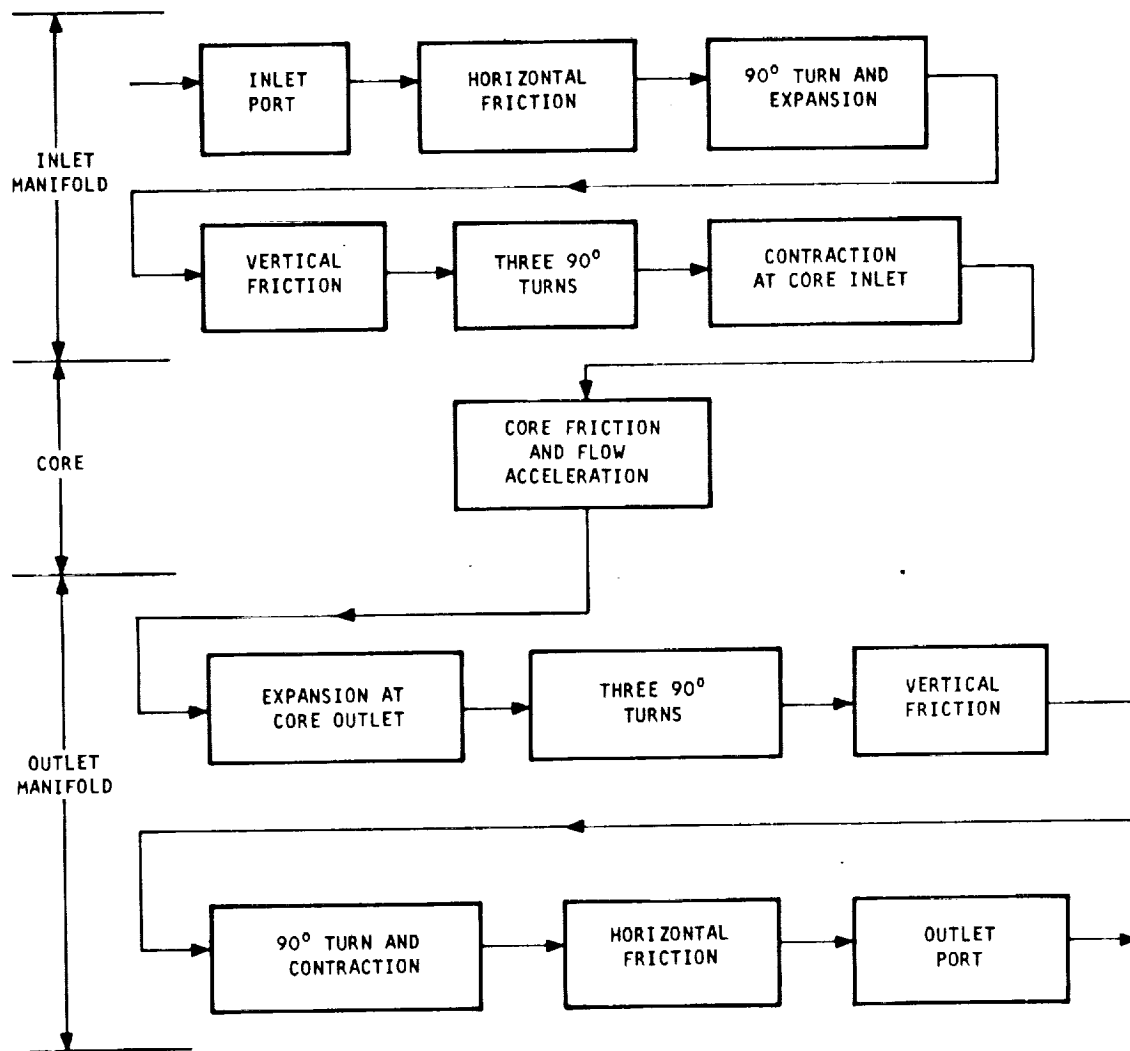 INLET
PORT
HORIZONTAL
FRICTION
90° TURN AND
EXPANSION
INLET
MANIFOLD
VERTICAL
FRICTION
THREE 90°
TURNS
CONTRACTION
AT CORE INLET
CORE
CORE FRICTION
AND FLOW
ACCELERATION
OUTLET
MANIFOLD
EXPANSION AT
CORE OUTLET
THREE 90°
TURNS
VERTICAL
FRICTION
90° TURN AND
CONTRACTION
HORIZONTAL
FRICTION
OUTLET
PORT